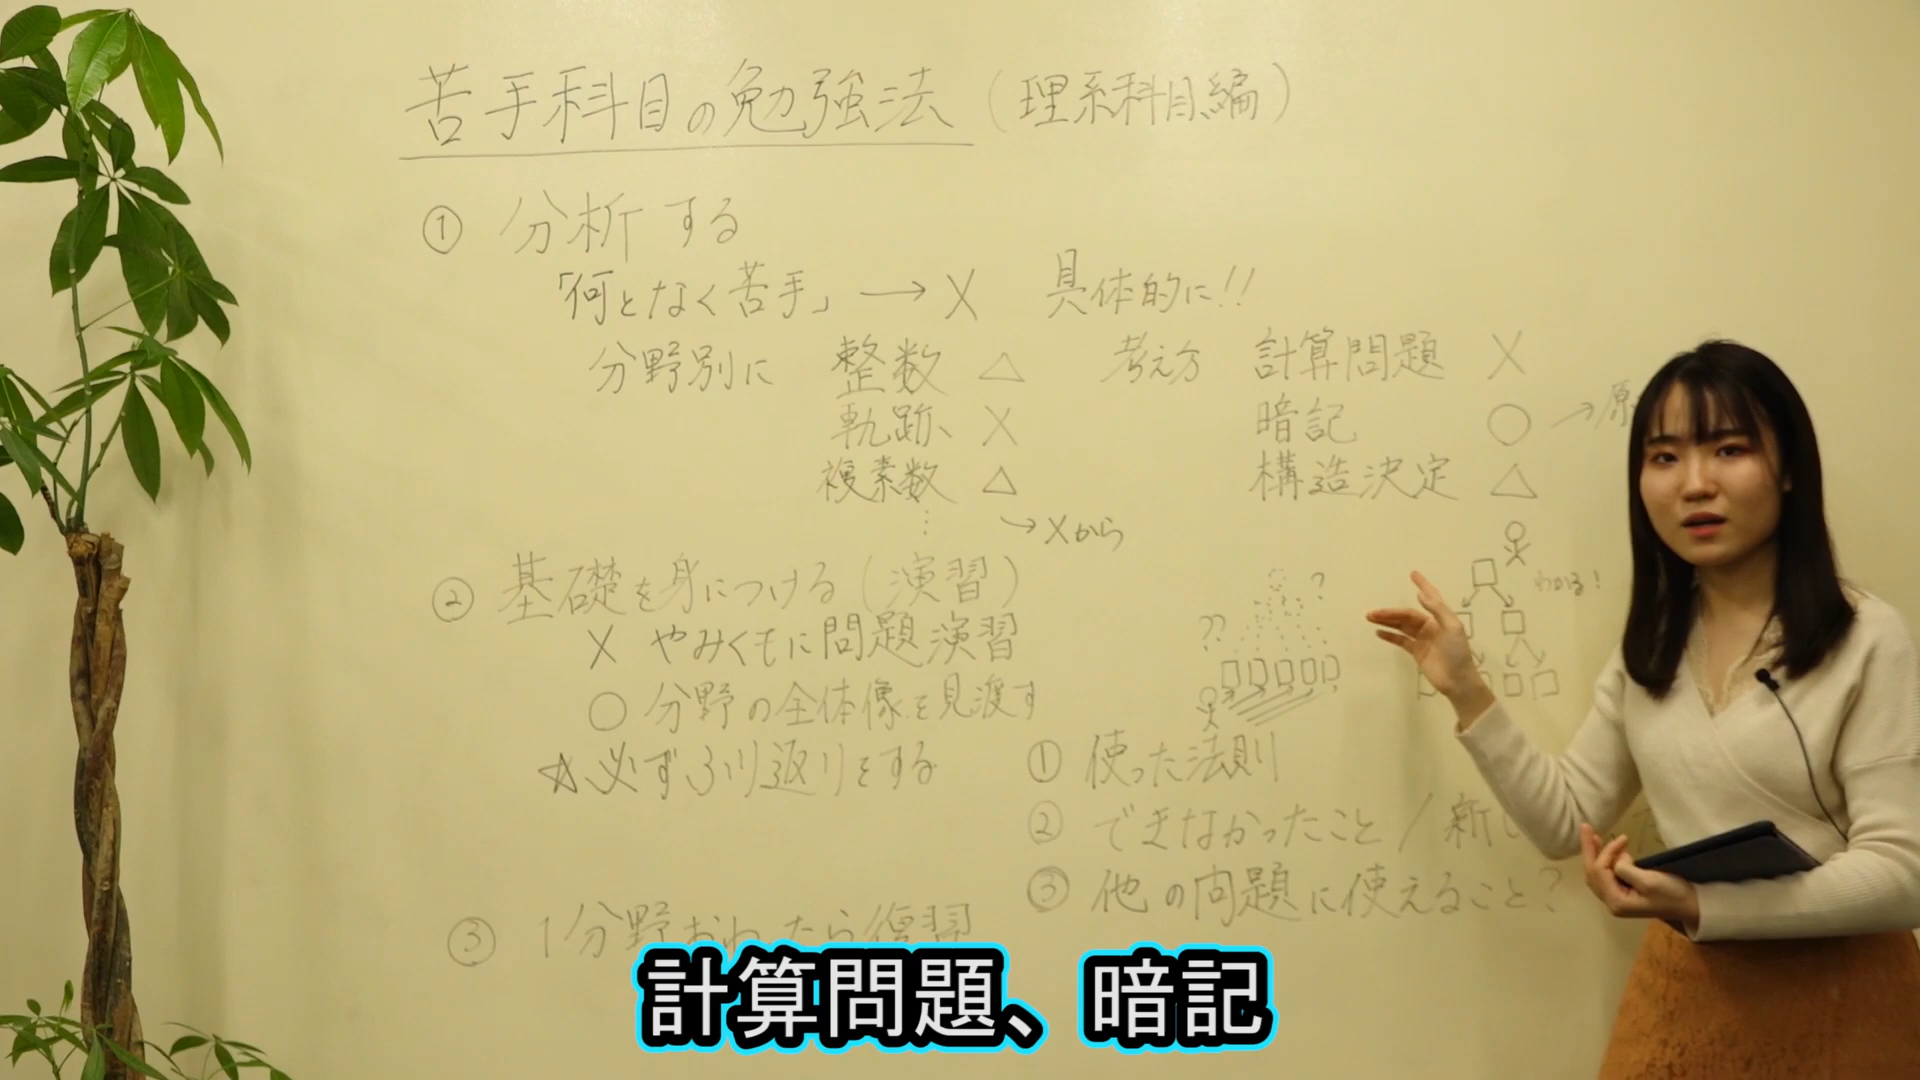 苦手科目の勉強法（理系科目編）
① 分析する
「何となく苦手」→ X 具体的に!!
分野別に 整数 △
軌跡 X
複素数 △
⋮
→ Xから
考え方 計算問題 X
暗記 ○ → 原
構造決定 △
② 基礎を身につける（演習）
X やみくもに問題演習
○ 分野の全体像を見渡す
☆必ずふり返りをする
??
?
わかる!
① 使った法則
② できなかったこと / 新し
③ 他の問題に使えること?
③ 1分野おわったら復習
計算問題、暗記